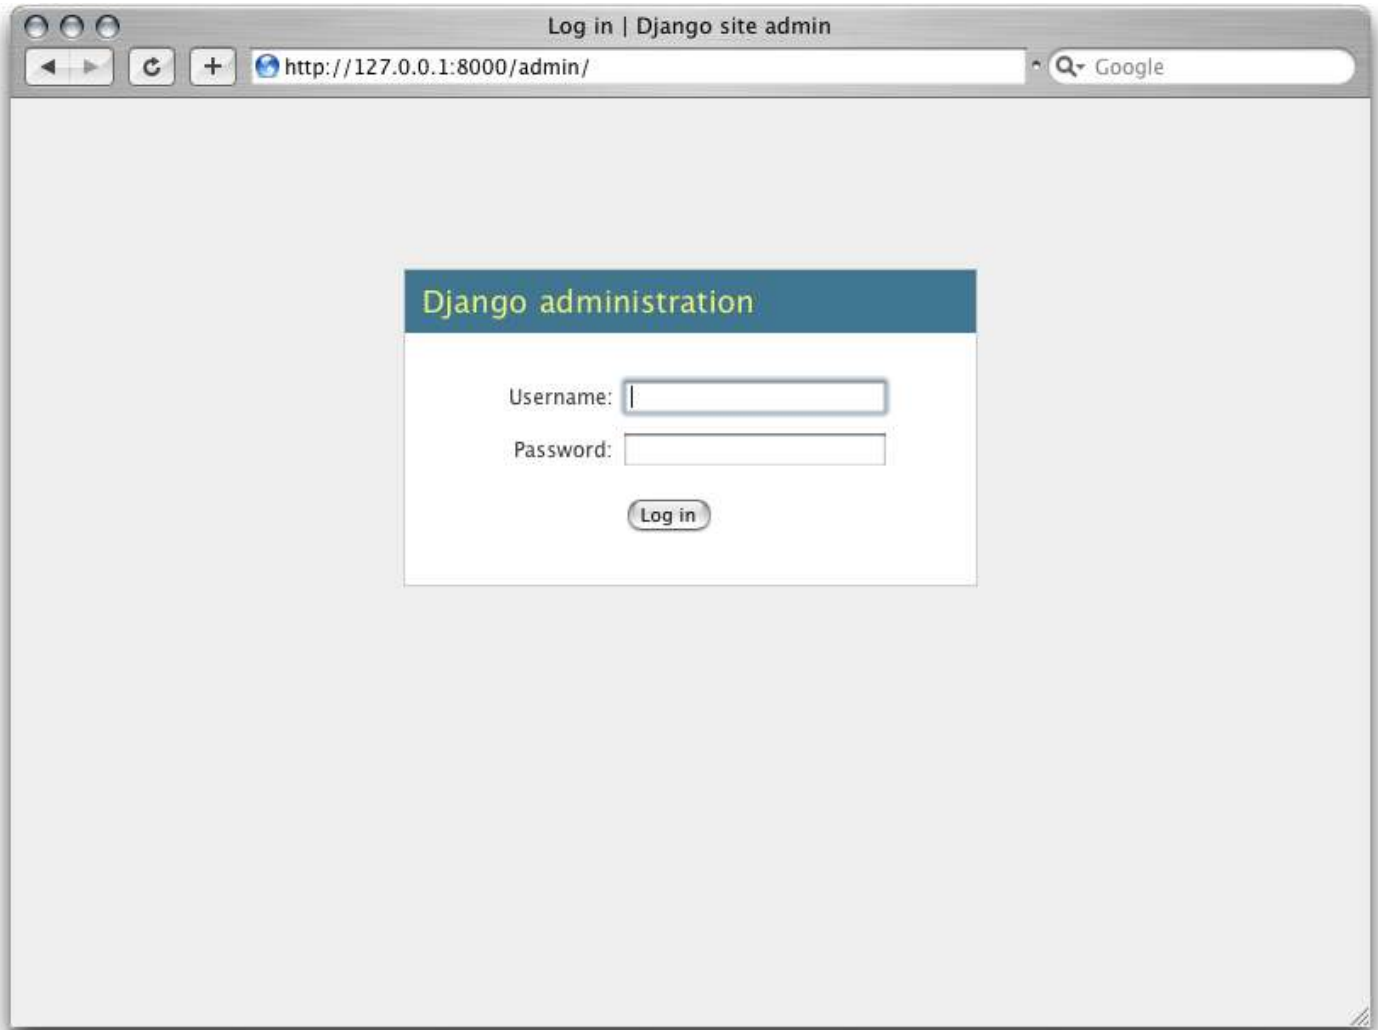 Log in | Django site admin
http://127.0.0.1:8000/admin/
Google
Django administration
Username:
Password:
Log in